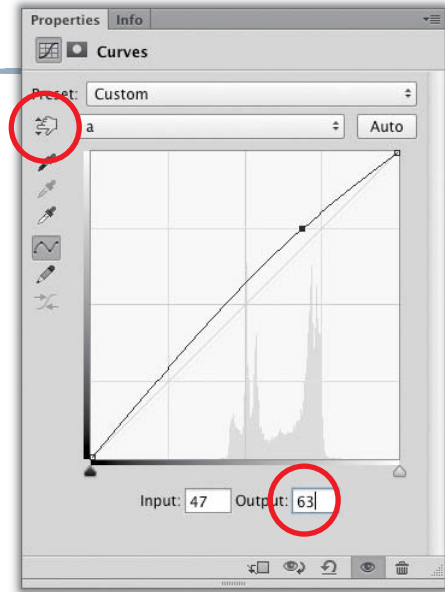 Properties Info
Curves
Preset: Custom
a Auto
Input: 47 Output: 63